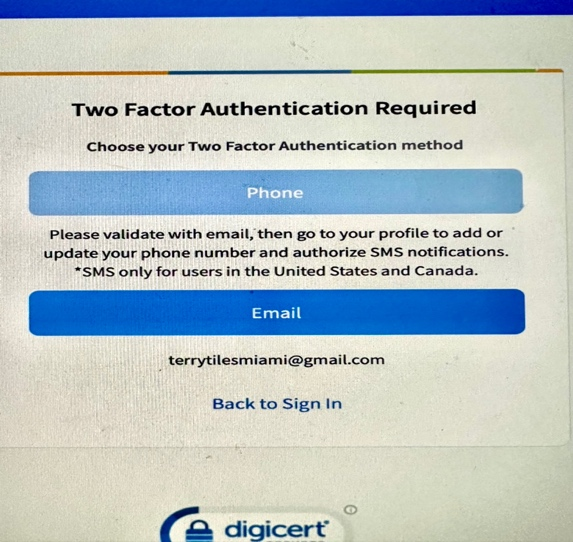 Two Factor Authentication Required
Choose your Two Factor Authentication method
Phone
Please validate with email, then go to your profile to add or
update your phone number and authorize SMS notifications.
*SMS only for users in the United States and Canada.
Email
terrytilesmiami@gmail.com
Back to Sign In
digicert